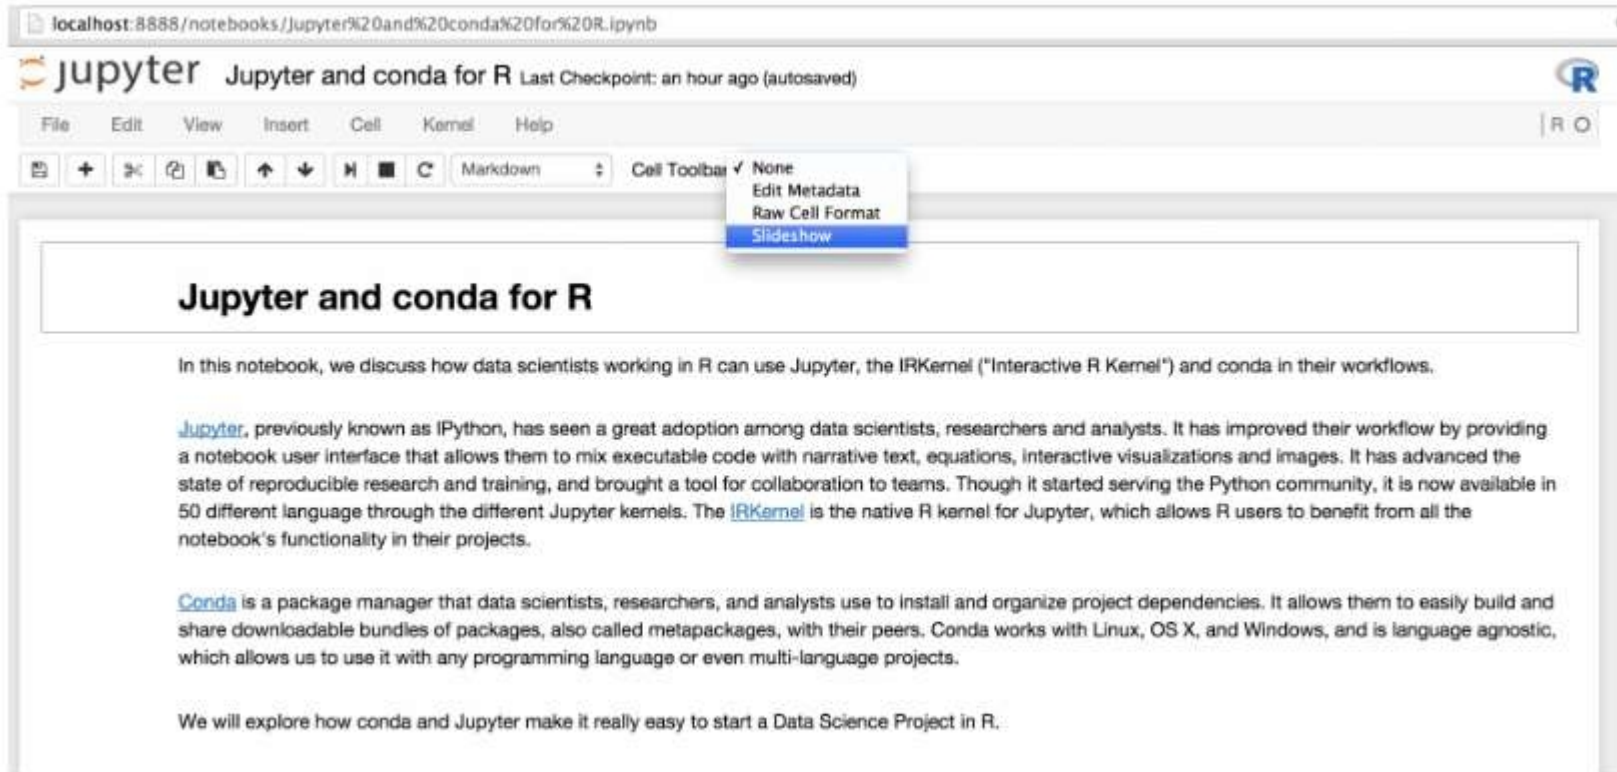 localhost:8888/notebooks/Jupyter%20and%20conda%20for%20R.ipynb
jupyter Jupyter and conda for R Last Checkpoint: an hour ago (autosaved)
R
File Edit View Insert Cell Kernel Help
R
Markdown Cell Toolbar
✓ None
Edit Metadata
Raw Cell Format
Slideshow
Jupyter and conda for R
In this notebook, we discuss how data scientists working in R can use Jupyter, the IRKernel ("Interactive R Kernel") and conda in their workflows.
Jupyter, previously known as IPython, has seen a great adoption among data scientists, researchers and analysts. It has improved their workflow by providing
a notebook user interface that allows them to mix executable code with narrative text, equations, interactive visualizations and images. It has advanced the
state of reproducible research and training, and brought a tool for collaboration to teams. Though it started serving the Python community, it is now available in
50 different language through the different Jupyter kernels. The IRKernel is the native R kernel for Jupyter, which allows R users to benefit from all the
notebook's functionality in their projects.
Conda is a package manager that data scientists, researchers, and analysts use to install and organize project dependencies. It allows them to easily build and
share downloadable bundles of packages, also called metapackages, with their peers. Conda works with Linux, OS X, and Windows, and is language agnostic,
which allows us to use it with any programming language or even multi-language projects.
We will explore how conda and Jupyter make it really easy to start a Data Science Project in R.